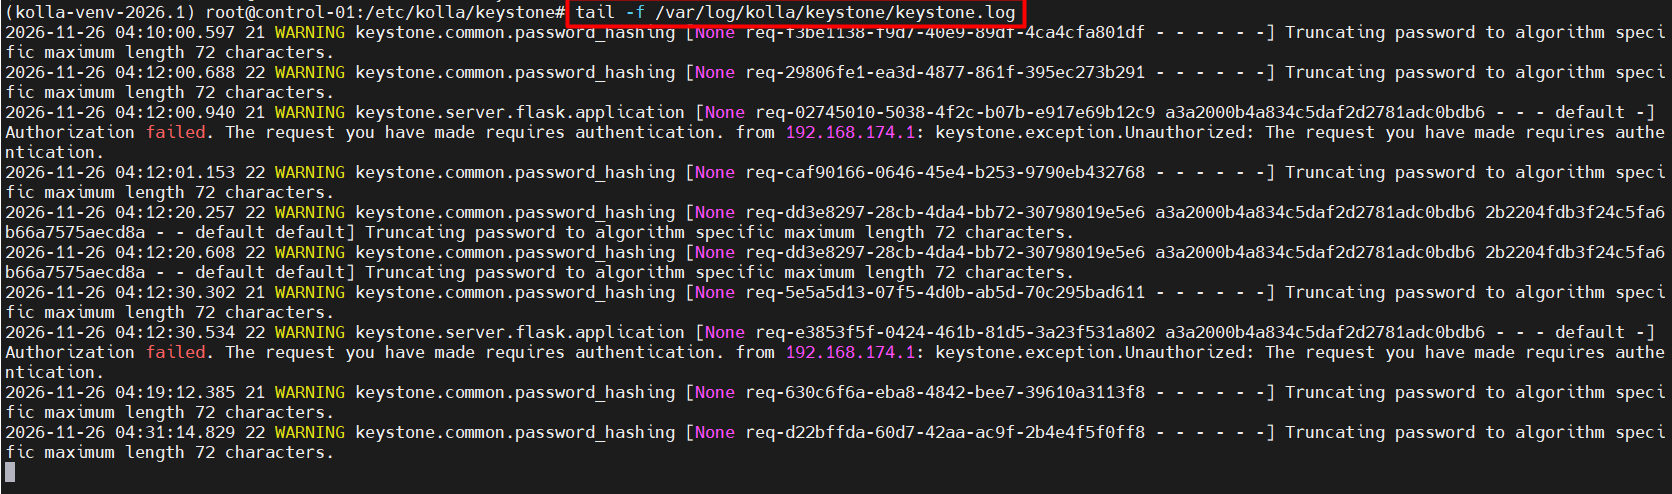 (kolla-venv-2026.1) root@control-01:/etc/kolla/keystone# tail -f /var/log/kolla/keystone/keystone.log
2026-11-26 04:10:00.597 21 WARNING keystone.common.password_hashing [None req-f3be1138-f9d7-40e9-89df-4ca4cfa801df - - - - - -] Truncating password to algorithm speci
fic maximum length 72 characters.
2026-11-26 04:12:00.688 22 WARNING keystone.common.password_hashing [None req-29806fe1-ea3d-4877-861f-395ec273b291 - - - - - -] Truncating password to algorithm speci
fic maximum length 72 characters.
2026-11-26 04:12:00.940 21 WARNING keystone.server.flask.application [None req-02745010-5038-4f2c-b07b-e917e69b12c9 a3a2000b4a834c5daf2d2781adc0bdb6 - - - default -]
Authorization failed. The request you have made requires authentication. from 192.168.174.1: keystone.exception.Unauthorized: The request you have made requires authe
ntication.
2026-11-26 04:12:01.153 22 WARNING keystone.common.password_hashing [None req-caf90166-0646-45e4-b253-9790eb432768 - - - - - -] Truncating password to algorithm speci
fic maximum length 72 characters.
2026-11-26 04:12:20.257 22 WARNING keystone.common.password_hashing [None req-dd3e8297-28cb-4da4-bb72-30798019e5e6 a3a2000b4a834c5daf2d2781adc0bdb6 2b2204fdb3f24c5fa6
b66a7575aecd8a - - default default] Truncating password to algorithm specific maximum length 72 characters.
2026-11-26 04:12:20.608 22 WARNING keystone.common.password_hashing [None req-dd3e8297-28cb-4da4-bb72-30798019e5e6 a3a2000b4a834c5daf2d2781adc0bdb6 2b2204fdb3f24c5fa6
b66a7575aecd8a - - default default] Truncating password to algorithm specific maximum length 72 characters.
2026-11-26 04:12:30.302 21 WARNING keystone.common.password_hashing [None req-5e5a5d13-07f5-4d0b-ab5d-70c295bad611 - - - - - -] Truncating password to algorithm speci
fic maximum length 72 characters.
2026-11-26 04:12:30.534 22 WARNING keystone.server.flask.application [None req-e3853f5f-0424-461b-81d5-3a23f531a802 a3a2000b4a834c5daf2d2781adc0bdb6 - - - default -]
Authorization failed. The request you have made requires authentication. from 192.168.174.1: keystone.exception.Unauthorized: The request you have made requires authe
ntication.
2026-11-26 04:19:12.385 21 WARNING keystone.common.password_hashing [None req-630c6f6a-eba8-4842-bee7-39610a3113f8 - - - - - -] Truncating password to algorithm speci
fic maximum length 72 characters.
2026-11-26 04:31:14.829 22 WARNING keystone.common.password_hashing [None req-d22bffda-60d7-42aa-ac9f-2b4e4f5f0ff8 - - - - - -] Truncating password to algorithm speci
fic maximum length 72 characters.